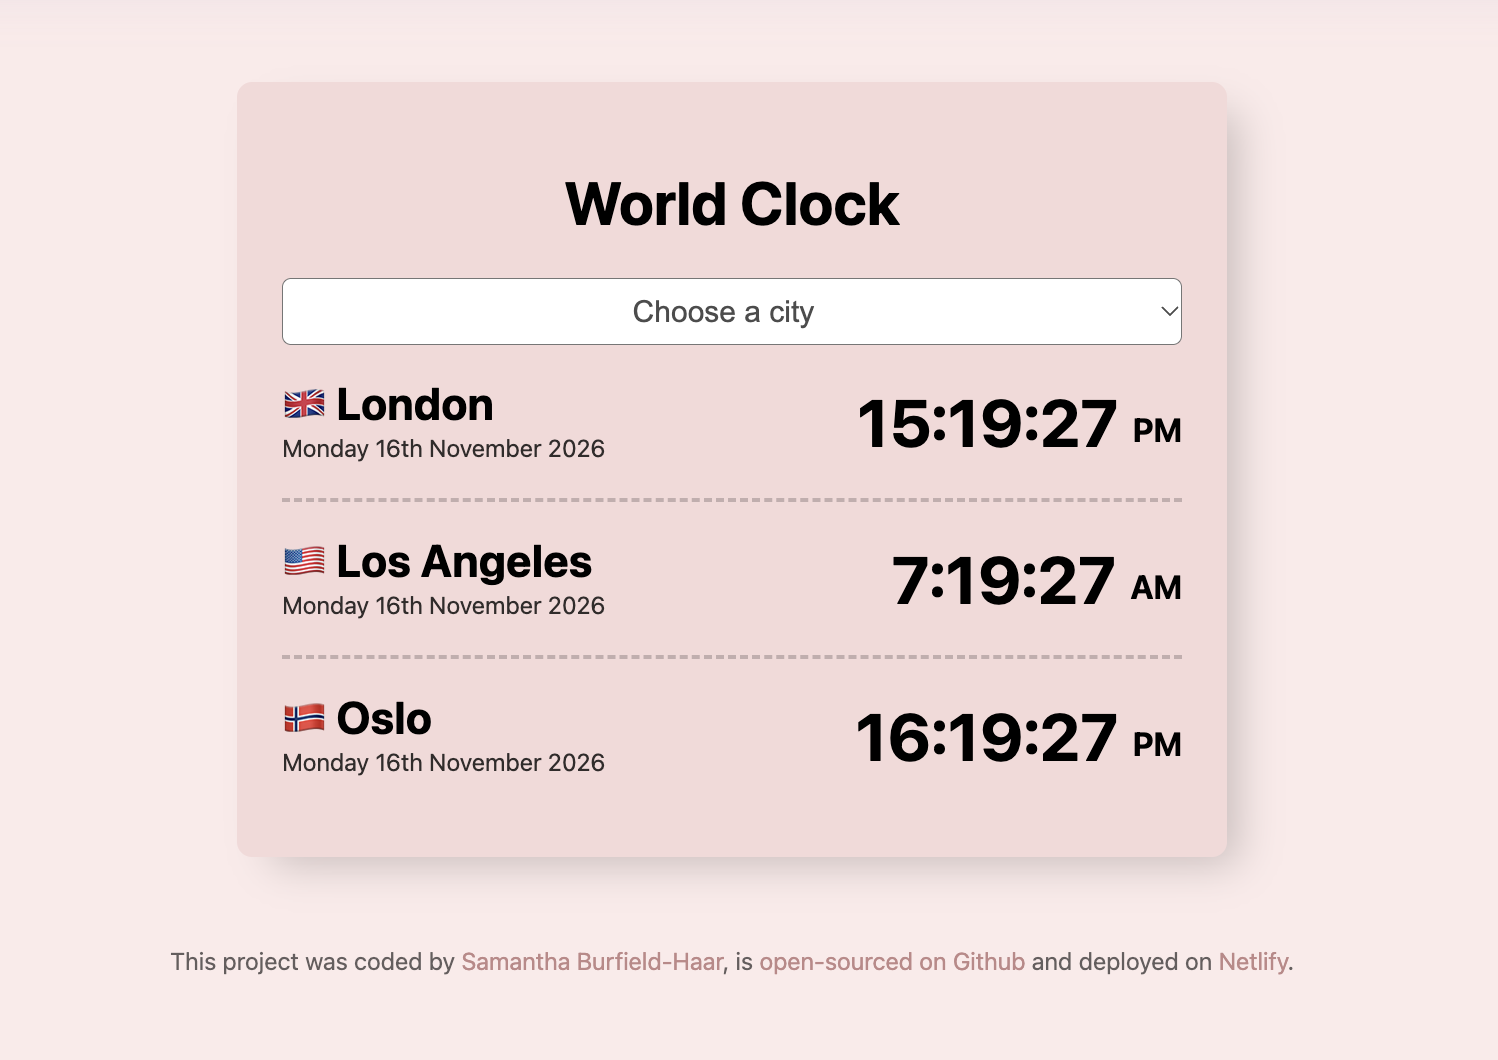 World Clock
Choose a city
🇬🇧 London
15:19:27 PM
Monday 16th November 2026
🇺🇸 Los Angeles
7:19:27 AM
Monday 16th November 2026
🇳🇴 Oslo
16:19:27 PM
Monday 16th November 2026
This project was coded by Samantha Burfield-Haar, is open-sourced on Github and deployed on Netlify.